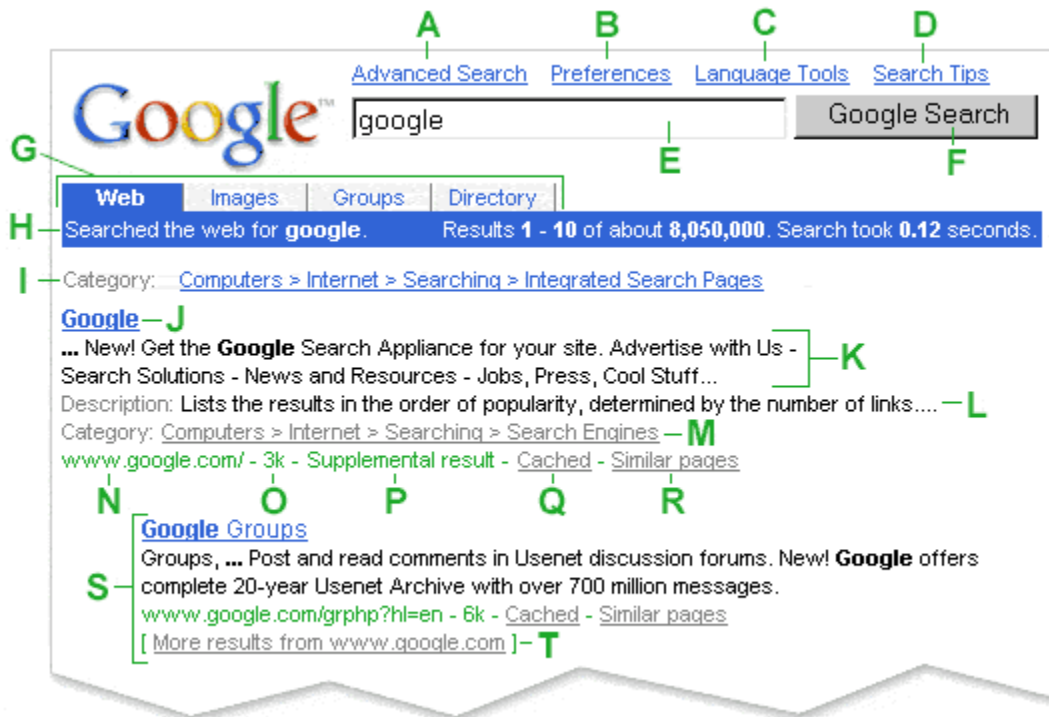 A B C D
Advanced Search Preferences Language Tools Search Tips
Google™
google
Google Search
E
F
G
Web Images Groups Directory
H
Searched the web for google. Results 1 - 10 of about 8,050,000. Search took 0.12 seconds.
I
Category: Computers > Internet > Searching > Integrated Search Pages
Google J
... New! Get the Google Search Appliance for your site. Advertise with Us -
Search Solutions - News and Resources - Jobs, Press, Cool Stuff...
K
Description: Lists the results in the order of popularity, determined by the number of links.... L
Category: Computers > Internet > Searching > Search Engines M
www.google.com/ - 3k - Supplemental result - Cached - Similar pages
N O P Q R
Google Groups
Groups, ... Post and read comments in Usenet discussion forums. New! Google offers
S
complete 20-year Usenet Archive with over 700 million messages.
www.google.com/grphp?hl=en - 6k - Cached - Similar pages
[ More results from www.google.com ] T